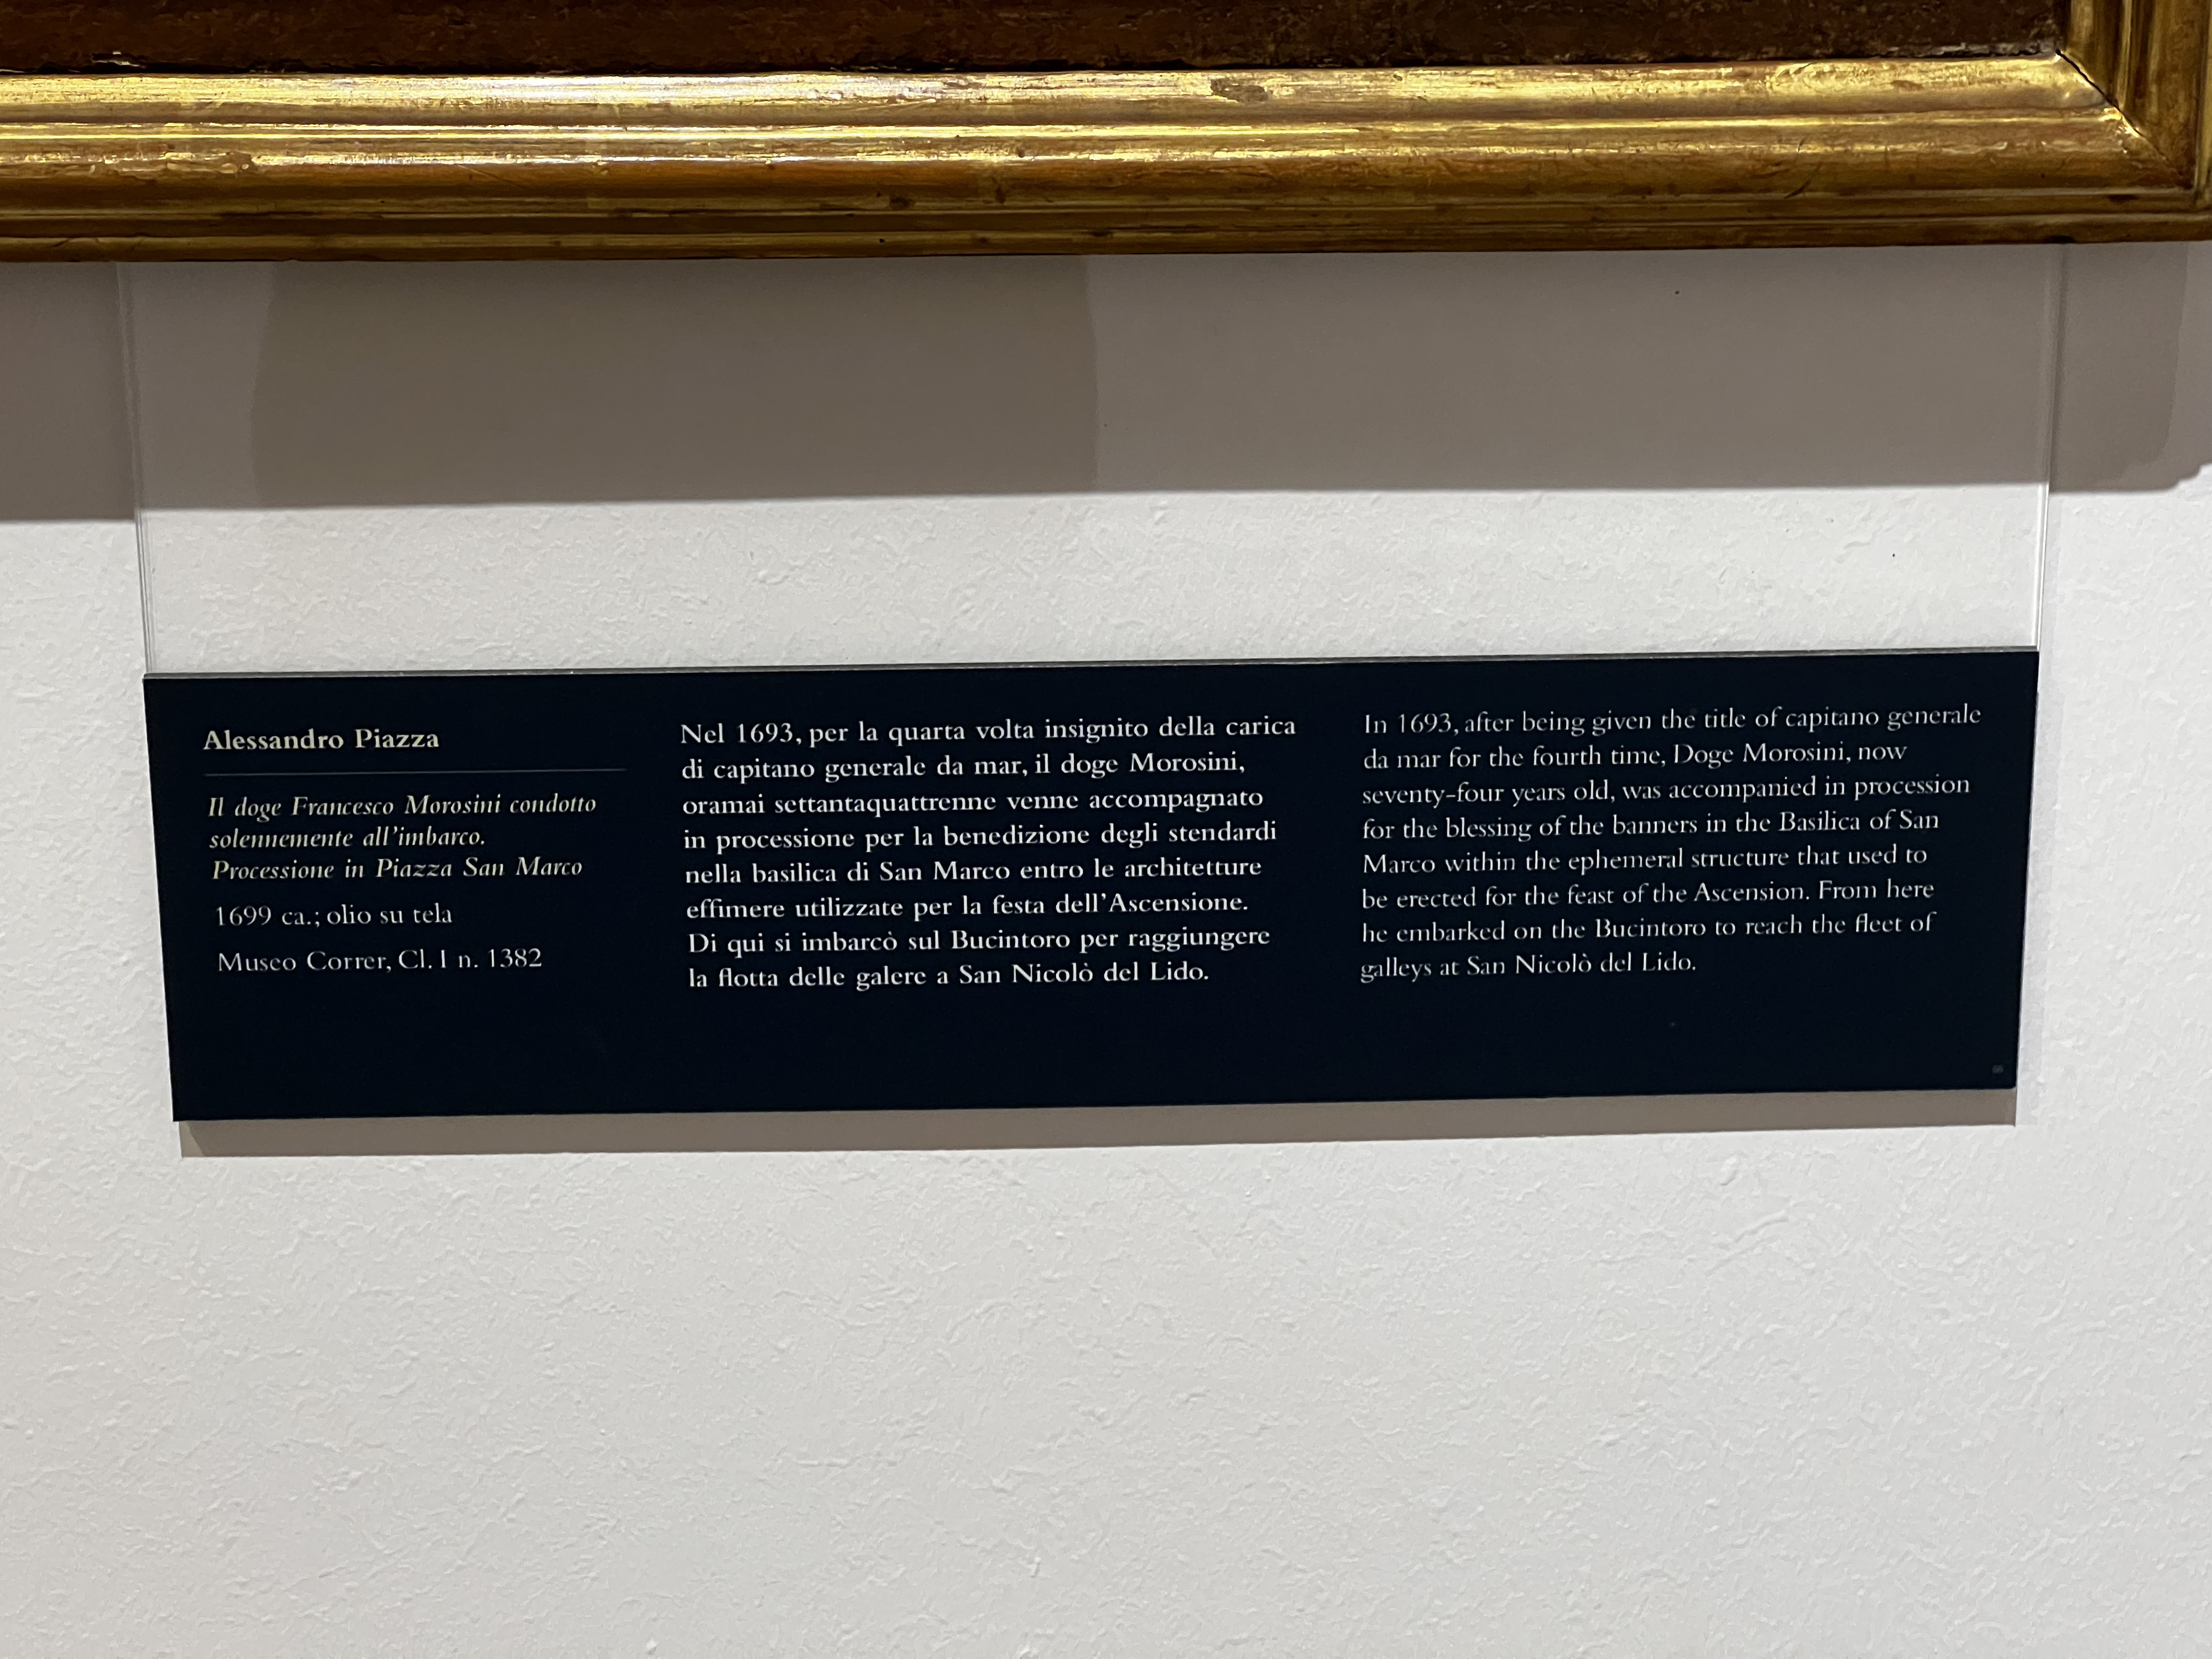 Alessandro Piazza
Il doge Francesco Morosini condotto
solennemente all'imbarco.
Processione in Piazza San Marco
1699 ca.; olio su tela
Museo Correr, Cl. I n. 1382
Nel 1693, per la quarta volta insignito della carica
di capitano generale da mar, il doge Morosini,
oramai settantaquattrenne venne accompagnato
in processione per la benedizione degli stendardi
nella basilica di San Marco entro le architetture
effimere utilizzate per la festa dell'Ascensione.
Di qui si imbarcò sul Bucintoro per raggiungere
la flotta delle galere a San Nicolò del Lido.
In 1693, after being given the title of capitano generale
da mar for the fourth time, Doge Morosini, now
seventy-four years old, was accompanied in procession
for the blessing of the banners in the Basilica of San
Marco within the ephemeral structure that used to
be erected for the feast of the Ascension. From here
he embarked on the Bucintoro to reach the fleet of
galleys at San Nicolò del Lido.